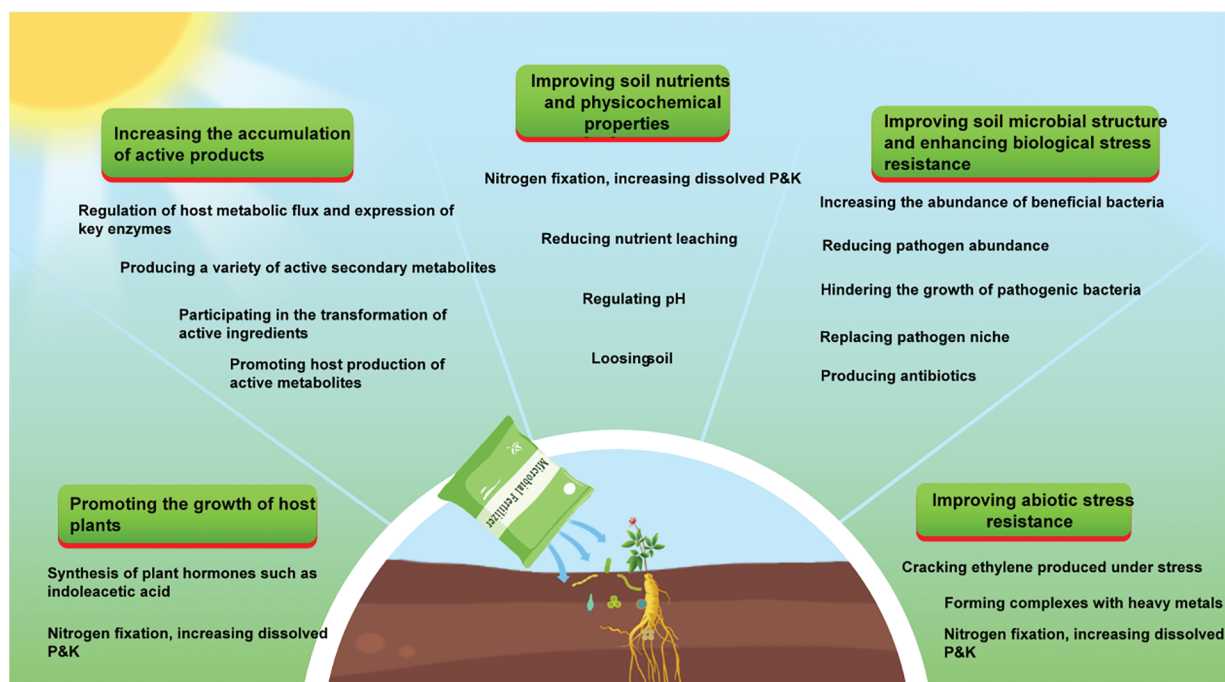 Increasing the accumulation
of active products
Regulation of host metabolic flux and expression of
key enzymes
Producing a variety of active secondary metabolites
Participating in the transformation of
active ingredients
Promoting host production of
active metabolites
Improving soil nutrients
and physicochemical
properties
Nitrogen fixation, increasing dissolved P&K
Reducing nutrient leaching
Regulating pH
Loosing soil
Improving soil microbial structure
and enhancing biological stress
resistance
Increasing the abundance of beneficial bacteria
Reducing pathogen abundance
Hindering the growth of pathogenic bacteria
Replacing pathogen niche
Producing antibiotics
Promoting the growth of host
plants
Synthesis of plant hormones such as
indoleacetic acid
Nitrogen fixation, increasing dissolved
P&K
Microbial Fertilizer
Improving abiotic stress
resistance
Cracking ethylene produced under stress
Forming complexes with heavy metals
Nitrogen fixation, increasing dissolved
P&K